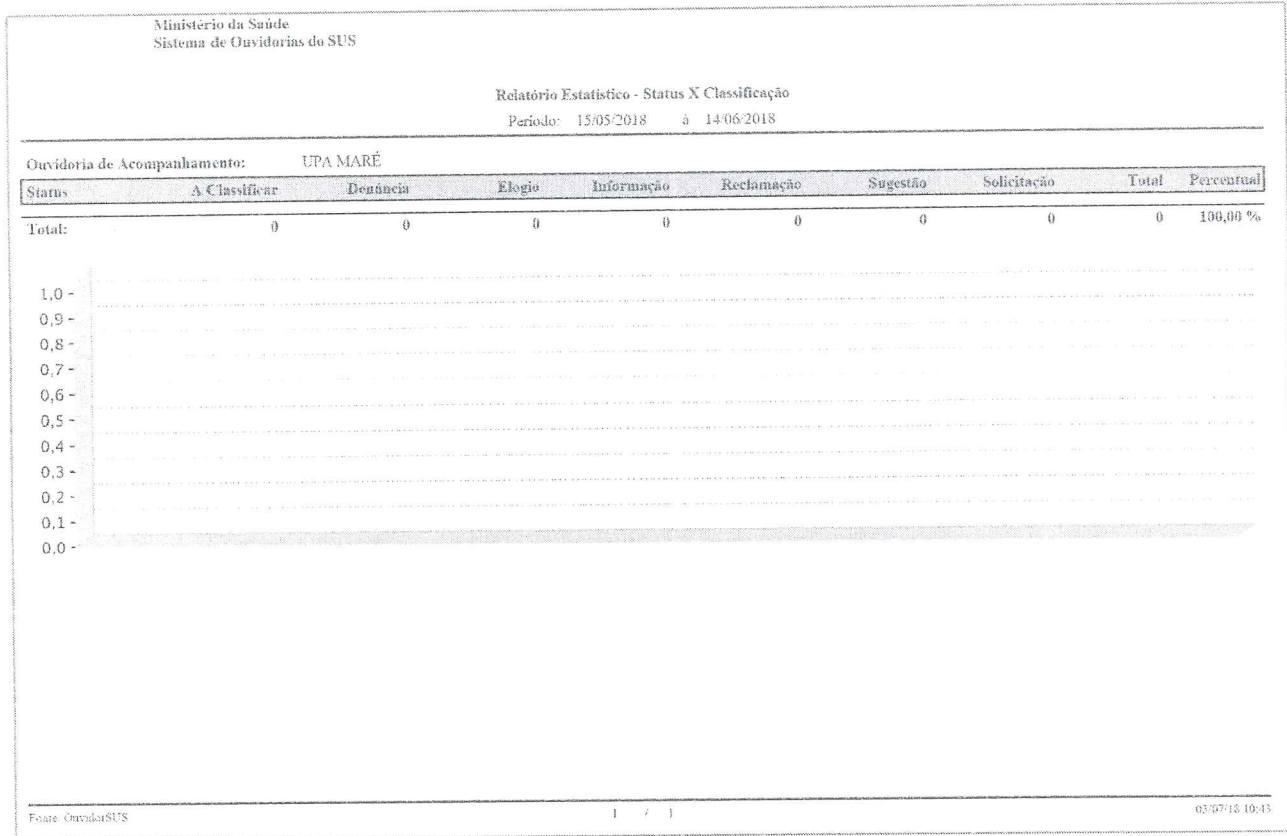 Ministério da Saúde
Sistema de Ouvidorias do SUS
Relatório Estatístico - Status X Classificação
Período: 15/05/2018 à 14/06/2018
Ouvidoria de Acompanhamento: UPA MARÉ
Status A Classificar Denúncia Elogio Informação Reclamação Sugestão Solicitação Total Percentual
Total: 0 0 0 0 0 0 0 0 100,00 %
1,0
0,9
0,8
0,7
0,6
0,5
0,4
0,3
0,2
0,1
0,0
Fonte: OuvidorSUS 1 / 1 03/07/18 10:43